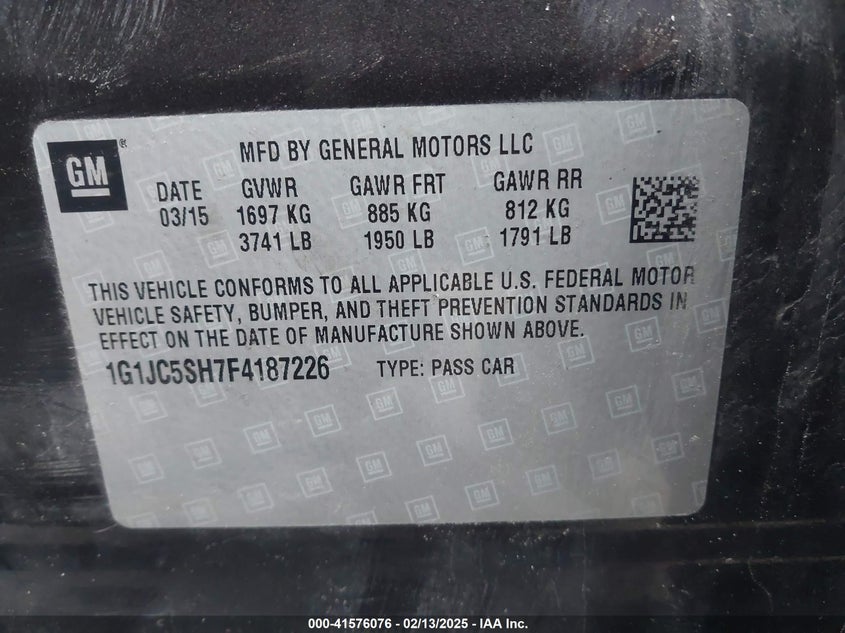 GM
MFD BY GENERAL MOTORS LLC
DATE GVWR GAWR FRT GAWR RR
03/15 1697 KG 885 KG 812 KG
3741 LB 1950 LB 1791 LB
THIS VEHICLE CONFORMS TO ALL APPLICABLE U.S. FEDERAL MOTOR
VEHICLE SAFETY, BUMPER, AND THEFT PREVENTION STANDARDS IN
EFFECT ON THE DATE OF MANUFACTURE SHOWN ABOVE.
1G1JC5SH7F4187226 TYPE: PASS CAR
000-41576076 - 02/13/2025 - IAA Inc.